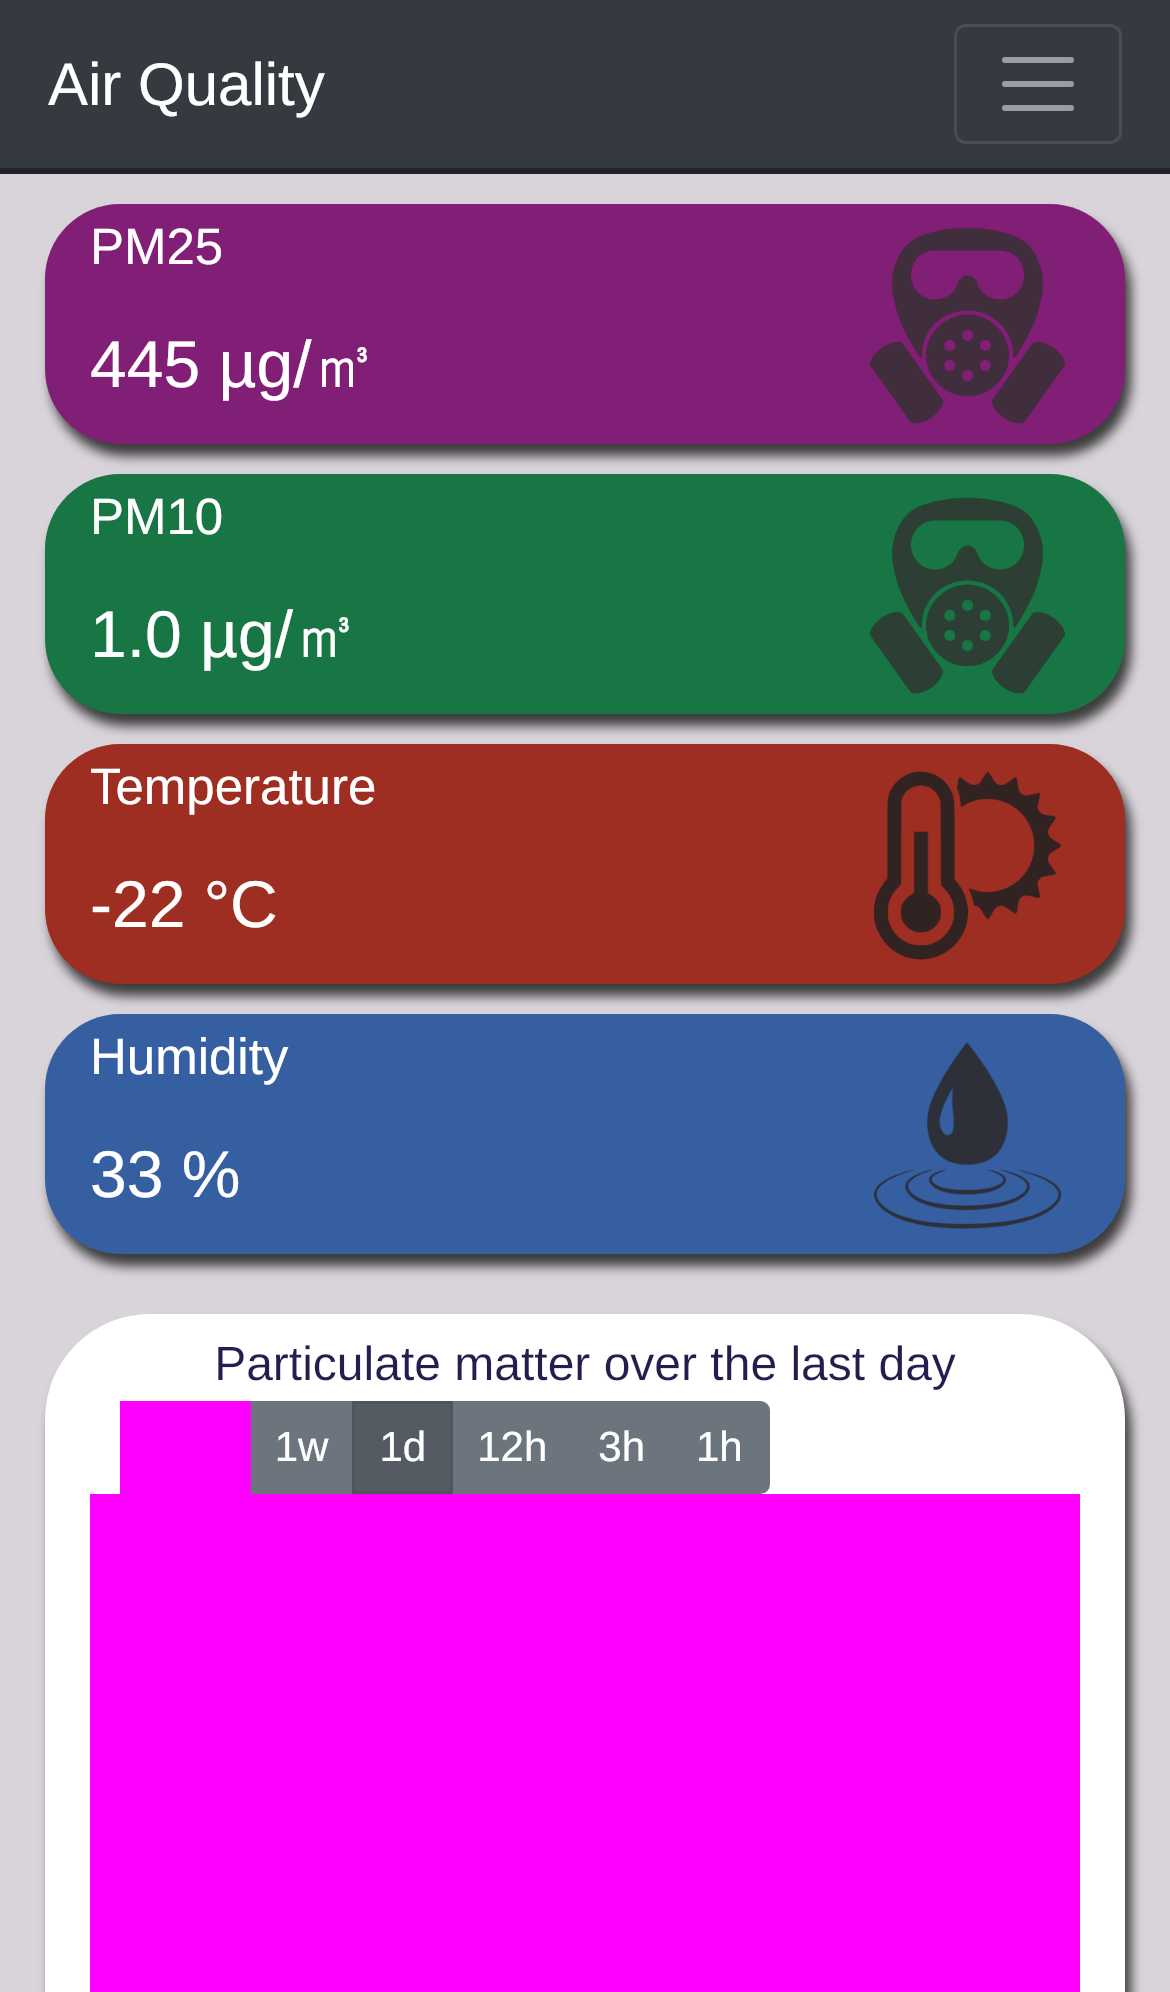 Air Quality
PM25
445 µg/㎥
PM10
1.0 µg/㎥
Temperature
-22 °C
Humidity
33 %
Particulate matter over the last day
1w 1d 12h 3h 1h